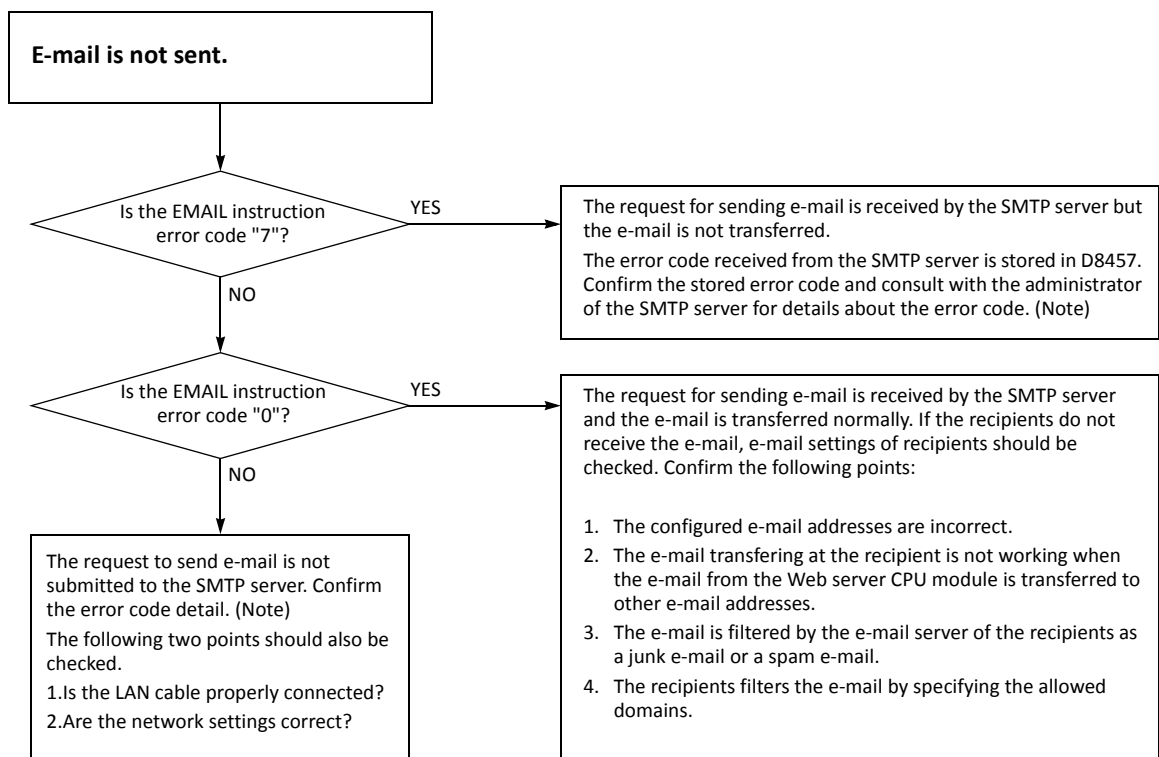 E-mail is not sent.
Is the EMAIL instruction
error code "7"?
YES
The request for sending e-mail is received by the SMTP server but
the e-mail is not transferred.
The error code received from the SMTP server is stored in D8457.
Confirm the stored error code and consult with the administrator
of the SMTP server for details about the error code. (Note)
NO
Is the EMAIL instruction
error code "0"?
YES
The request for sending e-mail is received by the SMTP server
and the e-mail is transferred normally. If the recipients do not
receive the e-mail, e-mail settings of recipients should be
checked. Confirm the following points:
1. The configured e-mail addresses are incorrect.
2. The e-mail transfering at the recipient is not working when
the e-mail from the Web server CPU module is transferred to
other e-mail addresses.
3. The e-mail is filtered by the e-mail server of the recipients as
a junk e-mail or a spam e-mail.
4. The recipients filters the e-mail by specifying the allowed
domains.
NO
The request to send e-mail is not
submitted to the SMTP server. Confirm
the error code detail. (Note)
The following two points should also be
checked.
1.Is the LAN cable properly connected?
2.Are the network settings correct?